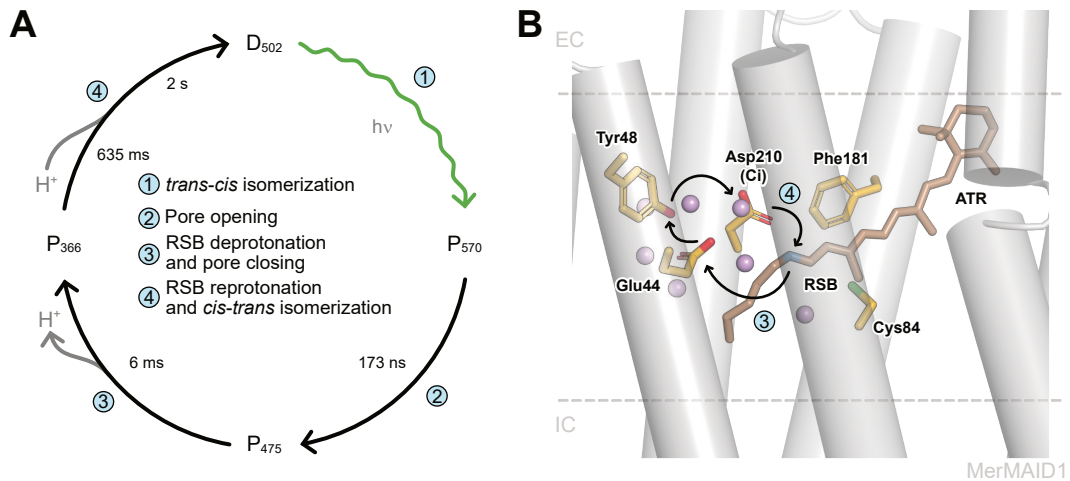 A
D502
1
hν
4
2 s
635 ms
H+
1 trans-cis isomerization
2 Pore opening
3 RSB deprotonation
and pore closing
4 RSB reprotonation
and cis-trans isomerization
P366
P570
H+
6 ms
3
173 ns
2
P475
B
EC
Tyr48
Asp210
(Ci)
Phe181
4
ATR
Glu44
RSB
3
Cys84
IC
MerMAID1